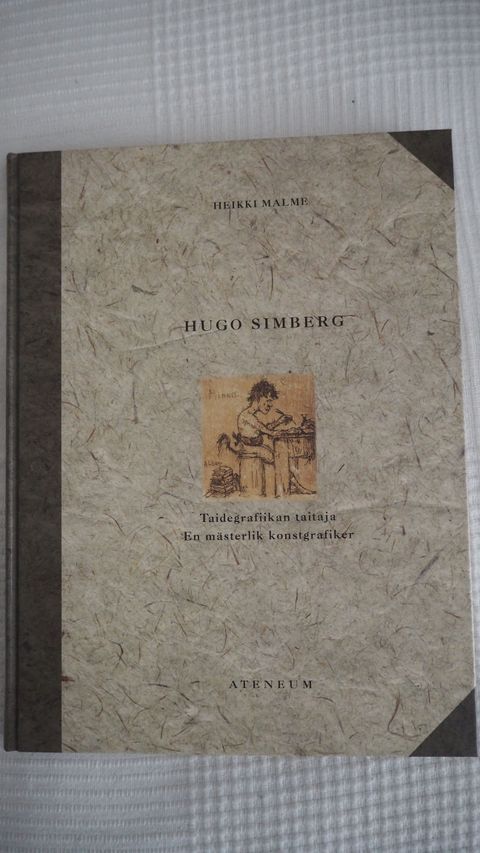 HEIKKI MALME
HUGO SIMBERG
Taidegrafiikan taitaja
En mästerlik konstgrafiker
ATENEUM